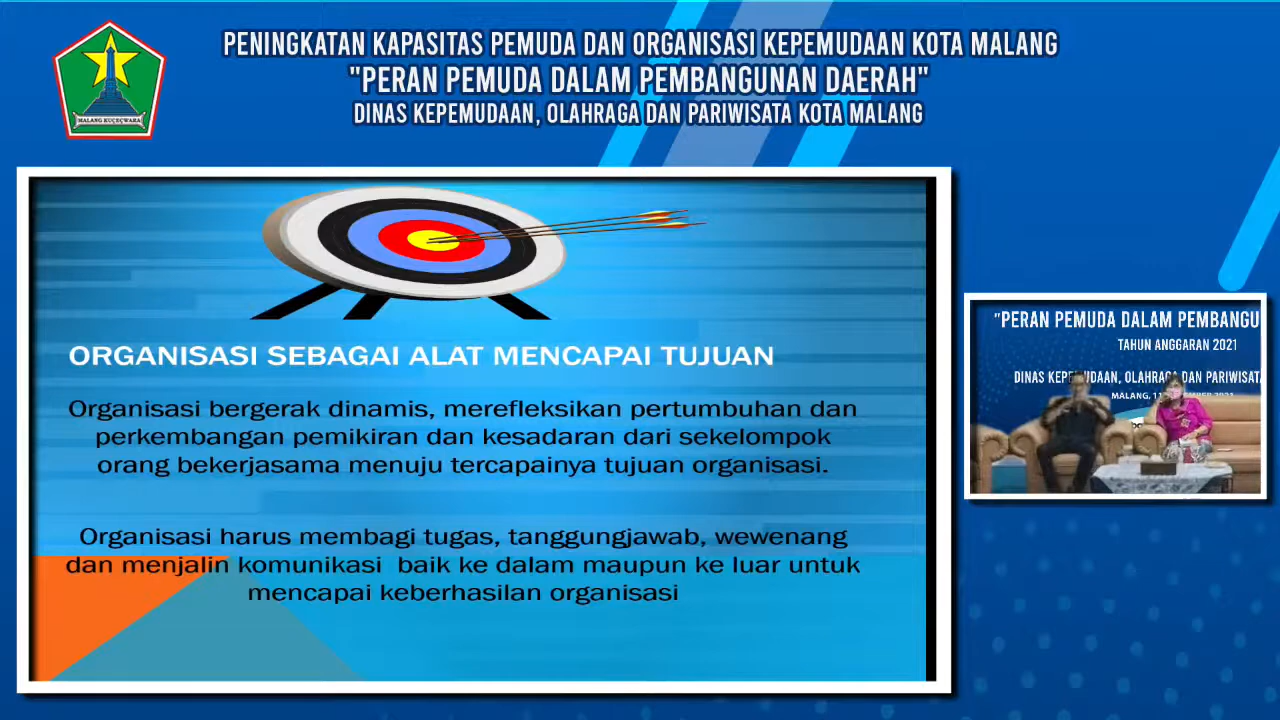 PENINGKATAN KAPASITAS PEMUDA DAN ORGANISASI KEPEMUDAAN KOTA MALANG
"PERAN PEMUDA DALAM PEMBANGUNAN DAERAH"
DINAS KEPEMUDAAN, OLAHRAGA DAN PARIWISATA KOTA MALANG
MALANG KUÇEÇWARA
ORGANISASI SEBAGAI ALAT MENCAPAI TUJUAN
Organisasi bergerak dinamis, merefleksikan pertumbuhan dan
perkembangan pemikiran dan kesadaran dari sekelompok
orang bekerjasama menuju tercapainya tujuan organisasi.
Organisasi harus membagi tugas, tanggungjawab, wewenang
dan menjalin komunikasi baik ke dalam maupun ke luar untuk
mencapai keberhasilan organisasi
"PERAN PEMUDA DALAM PEMBANGU
TAHUN ANGGARAN 2021
DINAS KEPEMUDAAN, OLAHRAGA DAN PARIWISATA
MALANG, 2021